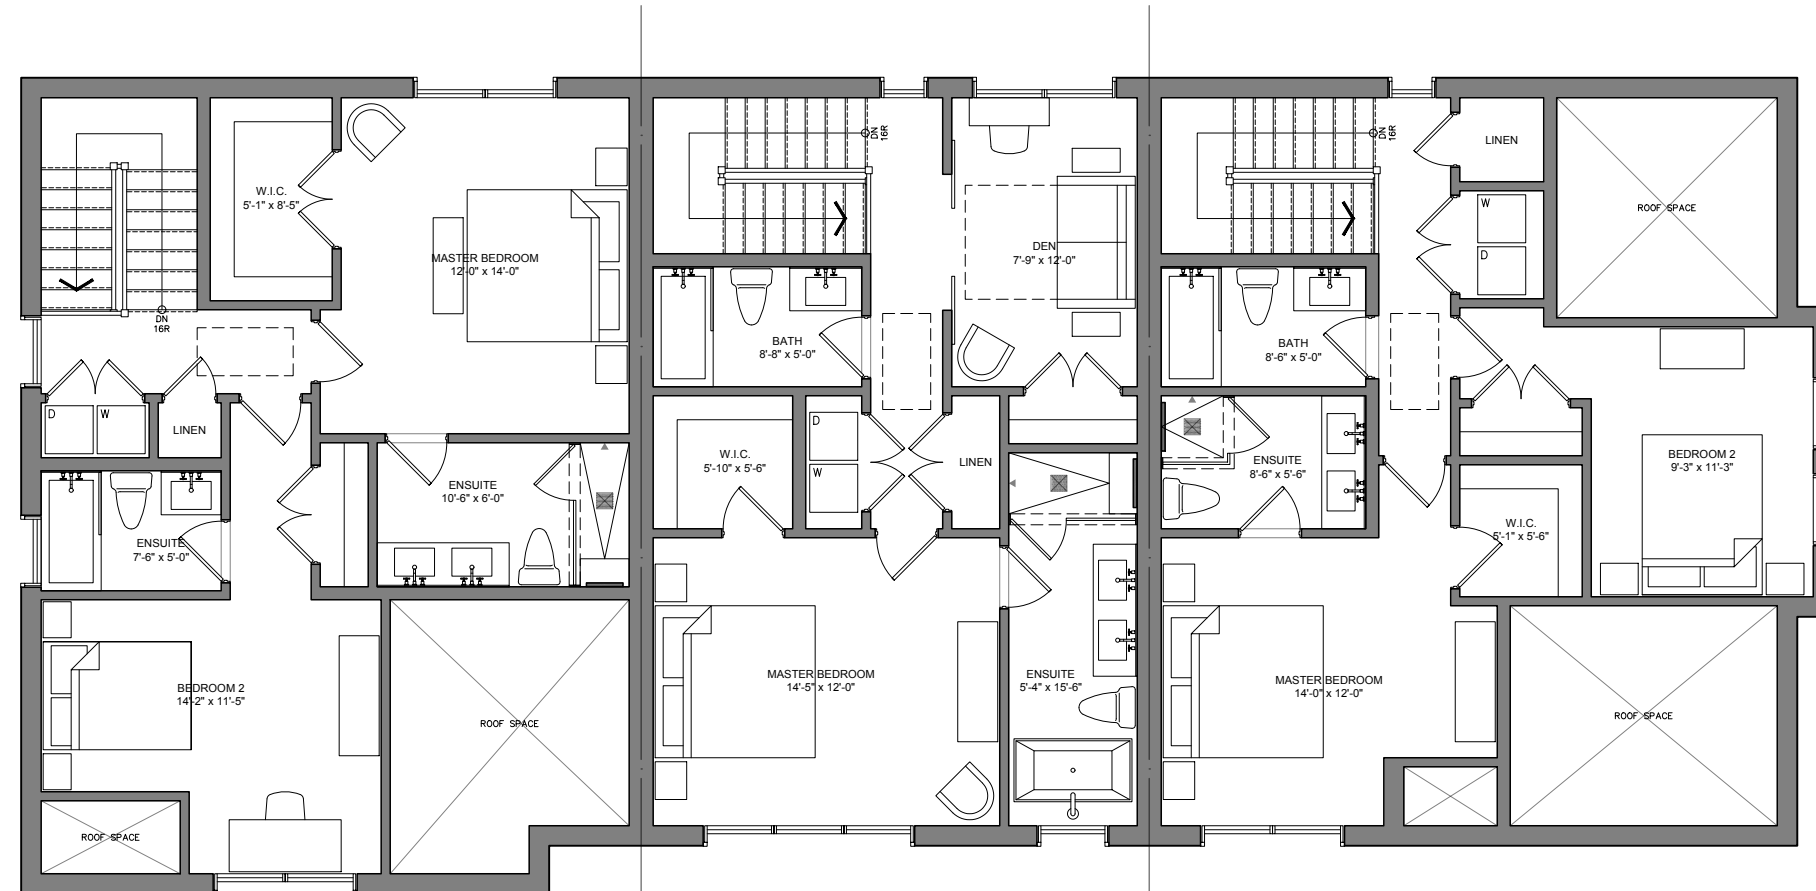 W.I.C.
5'-1" x 8'-5"
MASTER BEDROOM
12'-0" x 14'-0"
DN
16R
D
W
LINEN
ENSUITE
7'-6" x 5'-0"
ENSUITE
10'-6" x 6'-0"
BEDROOM 2
14'-2" x 11'-5"
ROOF SPACE
ROOF SPACE
DN
16R
DEN
7'-9" x 12'-0"
BATH
8'-8" x 5'-0"
W.I.C.
5'-10" x 5'-6"
D
W
LINEN
MASTER BEDROOM
14'-5" x 12'-0"
ENSUITE
5'-4" x 15'-6"
DN
16R
LINEN
W
D
ROOF SPACE
BATH
8'-6" x 5'-0"
ENSUITE
8'-6" x 5'-6"
BEDROOM 2
9'-3" x 11'-3"
W.I.C.
5'-1" x 5'-6"
MASTER BEDROOM
14'-0" x 12'-0"
ROOF SPACE